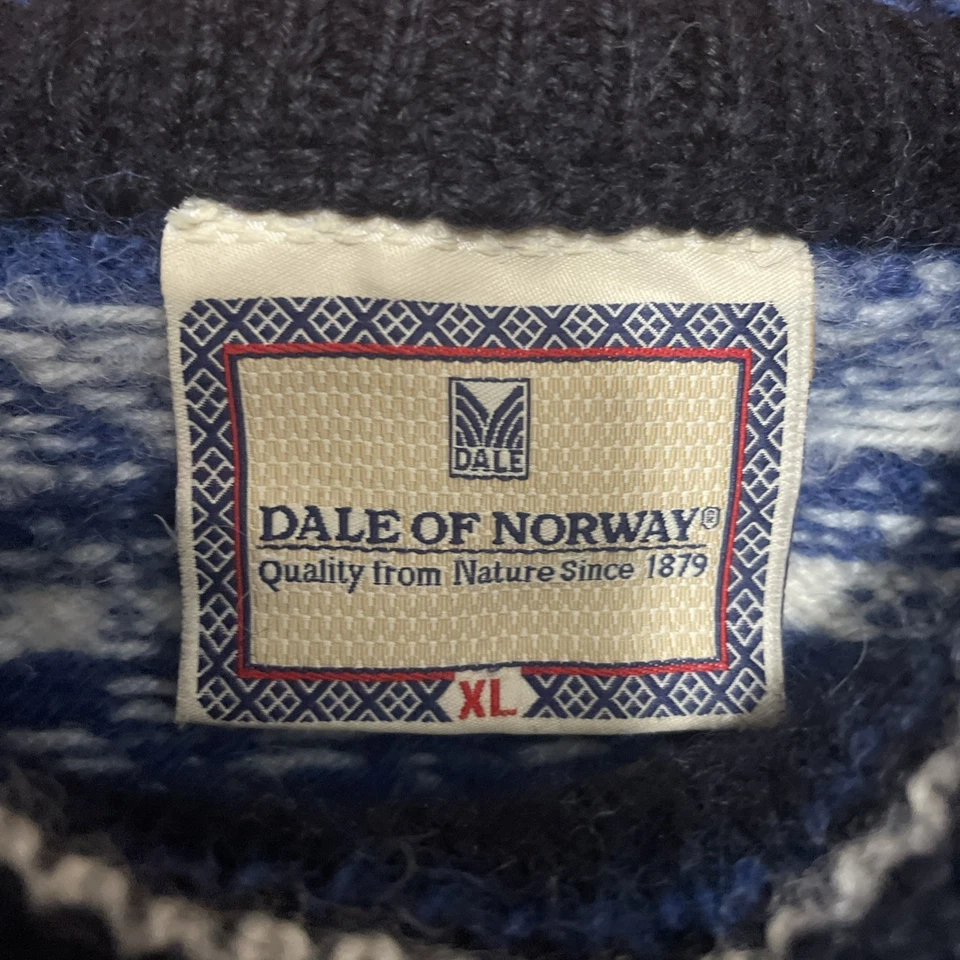 DALE
DALE OF NORWAY®
Quality from Nature Since 1879
XL